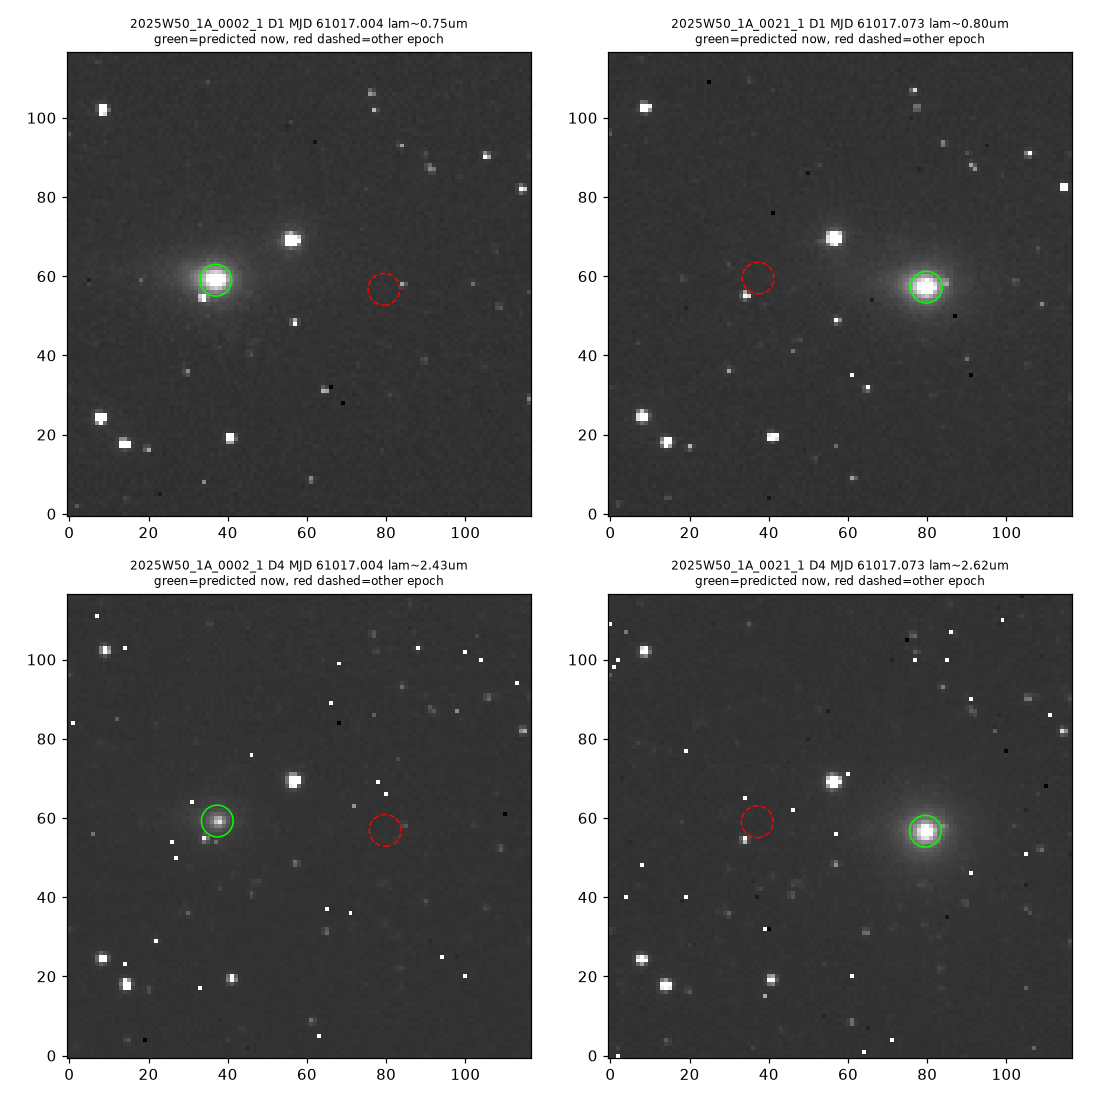 2025W50_1A_0002_1 D1 MJD 61017.004 lam~0.75um
green=predicted now, red dashed=other epoch
100
80
60
40
20
0
0 20 40 60 80 100
2025W50_1A_0021_1 D1 MJD 61017.073 lam~0.80um
green=predicted now, red dashed=other epoch
100
80
60
40
20
0
0 20 40 60 80 100
2025W50_1A_0002_1 D4 MJD 61017.004 lam~2.43um
green=predicted now, red dashed=other epoch
100
80
60
40
20
0
0 20 40 60 80 100
2025W50_1A_0021_1 D4 MJD 61017.073 lam~2.62um
green=predicted now, red dashed=other epoch
100
80
60
40
20
0
0 20 40 60 80 100